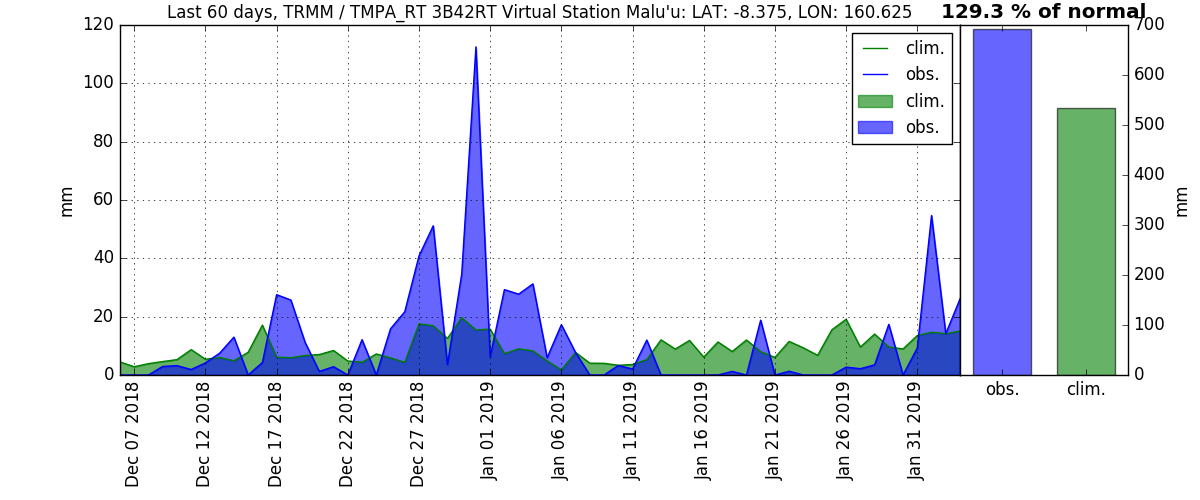 Last 60 days, TRMM / TMPA_RT 3B42RT Virtual Station Malu'u: LAT: -8.375, LON: 160.625
129.3 % of normal
120
100
80
60
40
20
0
mm
clim.
obs.
clim.
obs.
700
600
500
400
300
200
100
0
mm
Dec 07 2018
Dec 12 2018
Dec 17 2018
Dec 22 2018
Dec 27 2018
Jan 01 2019
Jan 06 2019
Jan 11 2019
Jan 16 2019
Jan 21 2019
Jan 26 2019
Jan 31 2019
obs.
clim.